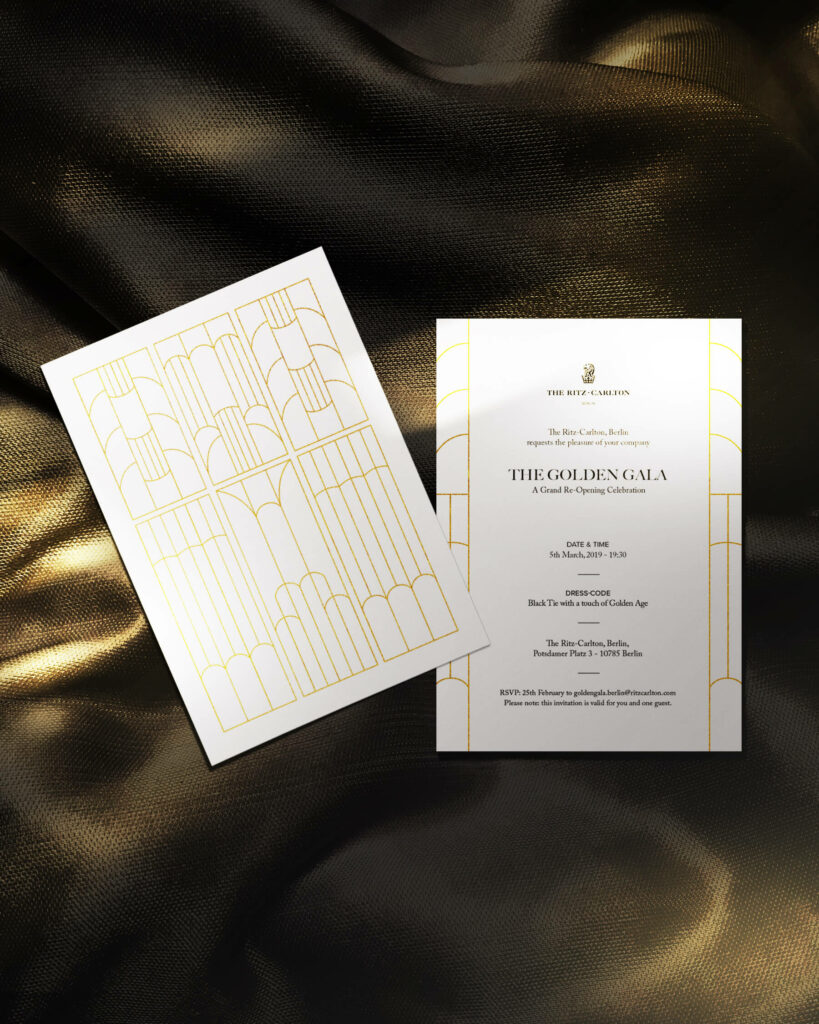 THE RITZ-CARLTON
BERLIN
The Ritz-Carlton, Berlin
requests the pleasure of your company
THE GOLDEN GALA
A Grand Re-Opening Celebration
DATE & TIME
5th March, 2019 - 19:30
DRESS-CODE
Black Tie with a touch of Golden Age
The Ritz-Carlton, Berlin,
Potsdamer Platz 3 - 10785 Berlin
RSVP: 25th February to goldengala.berlin@ritzcarlton.com
Please note: this invitation is valid for you and one guest.